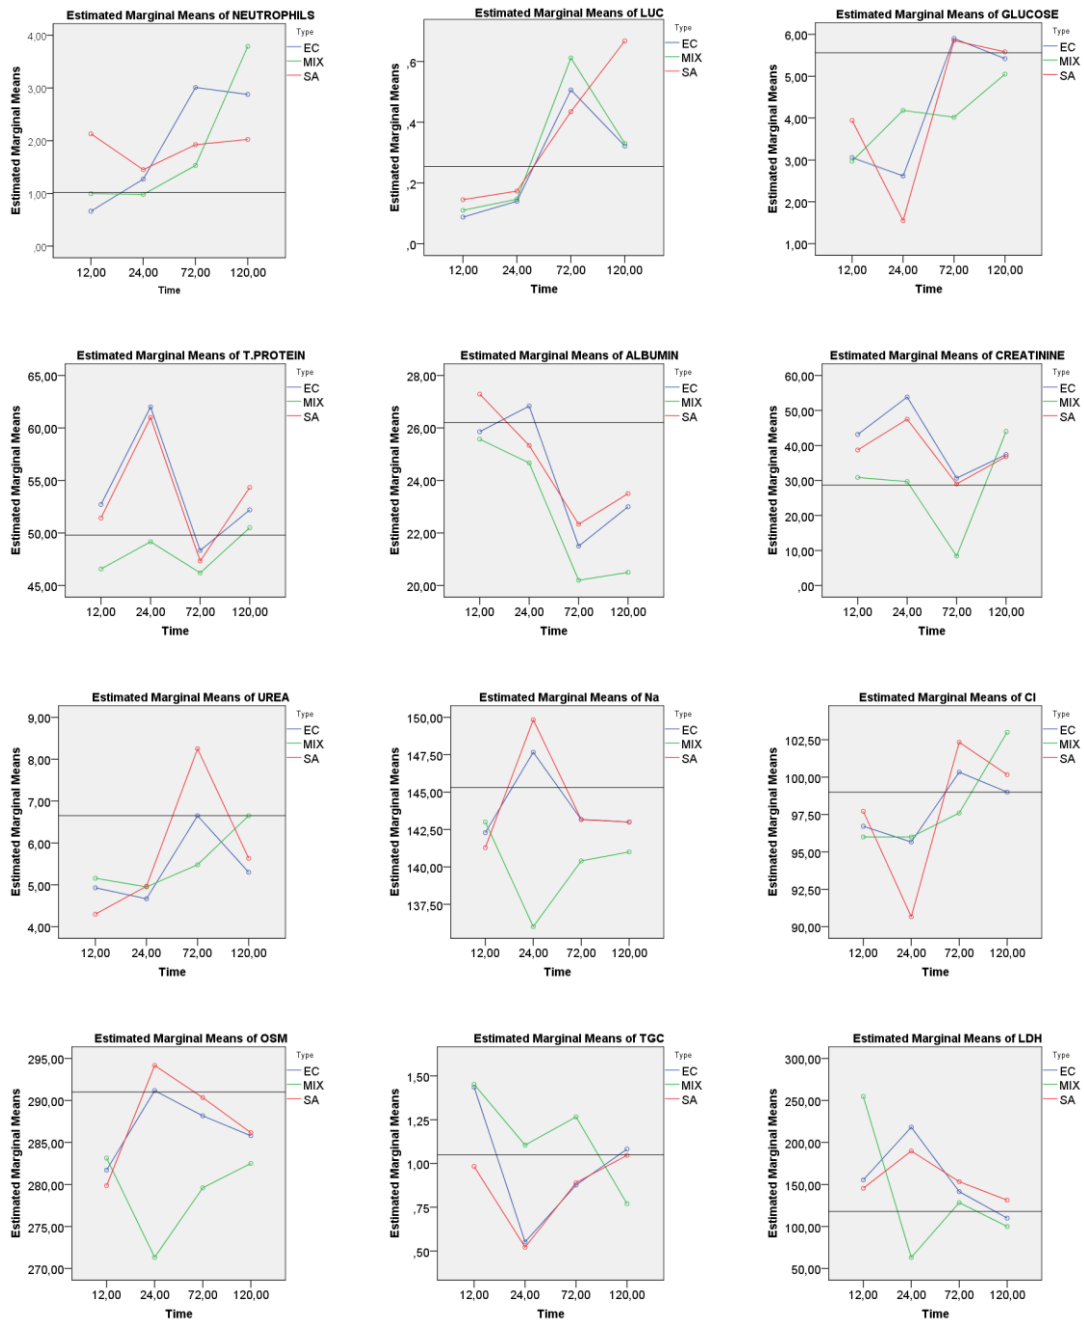 Estimated Marginal Means of NEUTROPHILS
Estimated Marginal Means
4,00
3,00
2,00
1,00
,00
12,00 24,00 72,00 120,00
Time
Type
EC
MIX
SA
Estimated Marginal Means of LUC
Estimated Marginal Means
,6
,4
,2
,0
12,00 24,00 72,00 120,00
Time
Type
EC
MIX
SA
Estimated Marginal Means of GLUCOSE
Estimated Marginal Means
6,00
5,00
4,00
3,00
2,00
1,00
12,00 24,00 72,00 120,00
Time
Type
EC
MIX
SA
Estimated Marginal Means of T.PROTEIN
Estimated Marginal Means
65,00
60,00
55,00
50,00
45,00
12,00 24,00 72,00 120,00
Time
Type
EC
MIX
SA
Estimated Marginal Means of ALBUMIN
Estimated Marginal Means
28,00
26,00
24,00
22,00
20,00
12,00 24,00 72,00 120,00
Time
Type
EC
MIX
SA
Estimated Marginal Means of CREATININE
Estimated Marginal Means
60,00
50,00
40,00
30,00
20,00
10,00
,00
12,00 24,00 72,00 120,00
Time
Type
EC
MIX
SA
Estimated Marginal Means of UREA
Estimated Marginal Means
9,00
8,00
7,00
6,00
5,00
4,00
12,00 24,00 72,00 120,00
Time
Type
EC
MIX
SA
Estimated Marginal Means of Na
Estimated Marginal Means
150,00
147,50
145,00
142,50
140,00
137,50
12,00 24,00 72,00 120,00
Time
Type
EC
MIX
SA
Estimated Marginal Means of Cl
Estimated Marginal Means
102,50
100,00
97,50
95,00
92,50
90,00
12,00 24,00 72,00 120,00
Time
Type
EC
MIX
SA
Estimated Marginal Means of OSM
Estimated Marginal Means
295,00
290,00
285,00
280,00
275,00
270,00
12,00 24,00 72,00 120,00
Time
Type
EC
MIX
SA
Estimated Marginal Means of TGC
Estimated Marginal Means
1,50
1,25
1,00
,75
,50
12,00 24,00 72,00 120,00
Time
Type
EC
MIX
SA
Estimated Marginal Means of LDH
Estimated Marginal Means
300,00
250,00
200,00
150,00
100,00
50,00
12,00 24,00 72,00 120,00
Time
Type
EC
MIX
SA